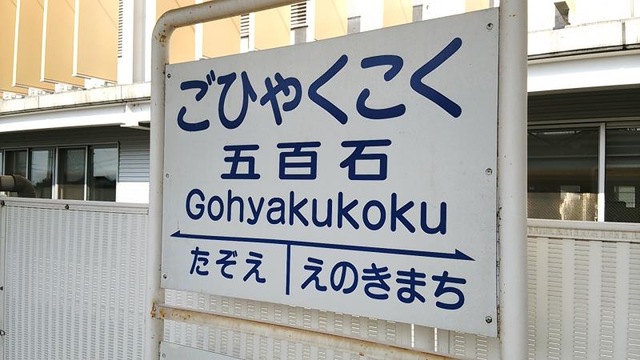 ごひゃくこく
五百石
Gohyakukoku
たぞえ えのきまち